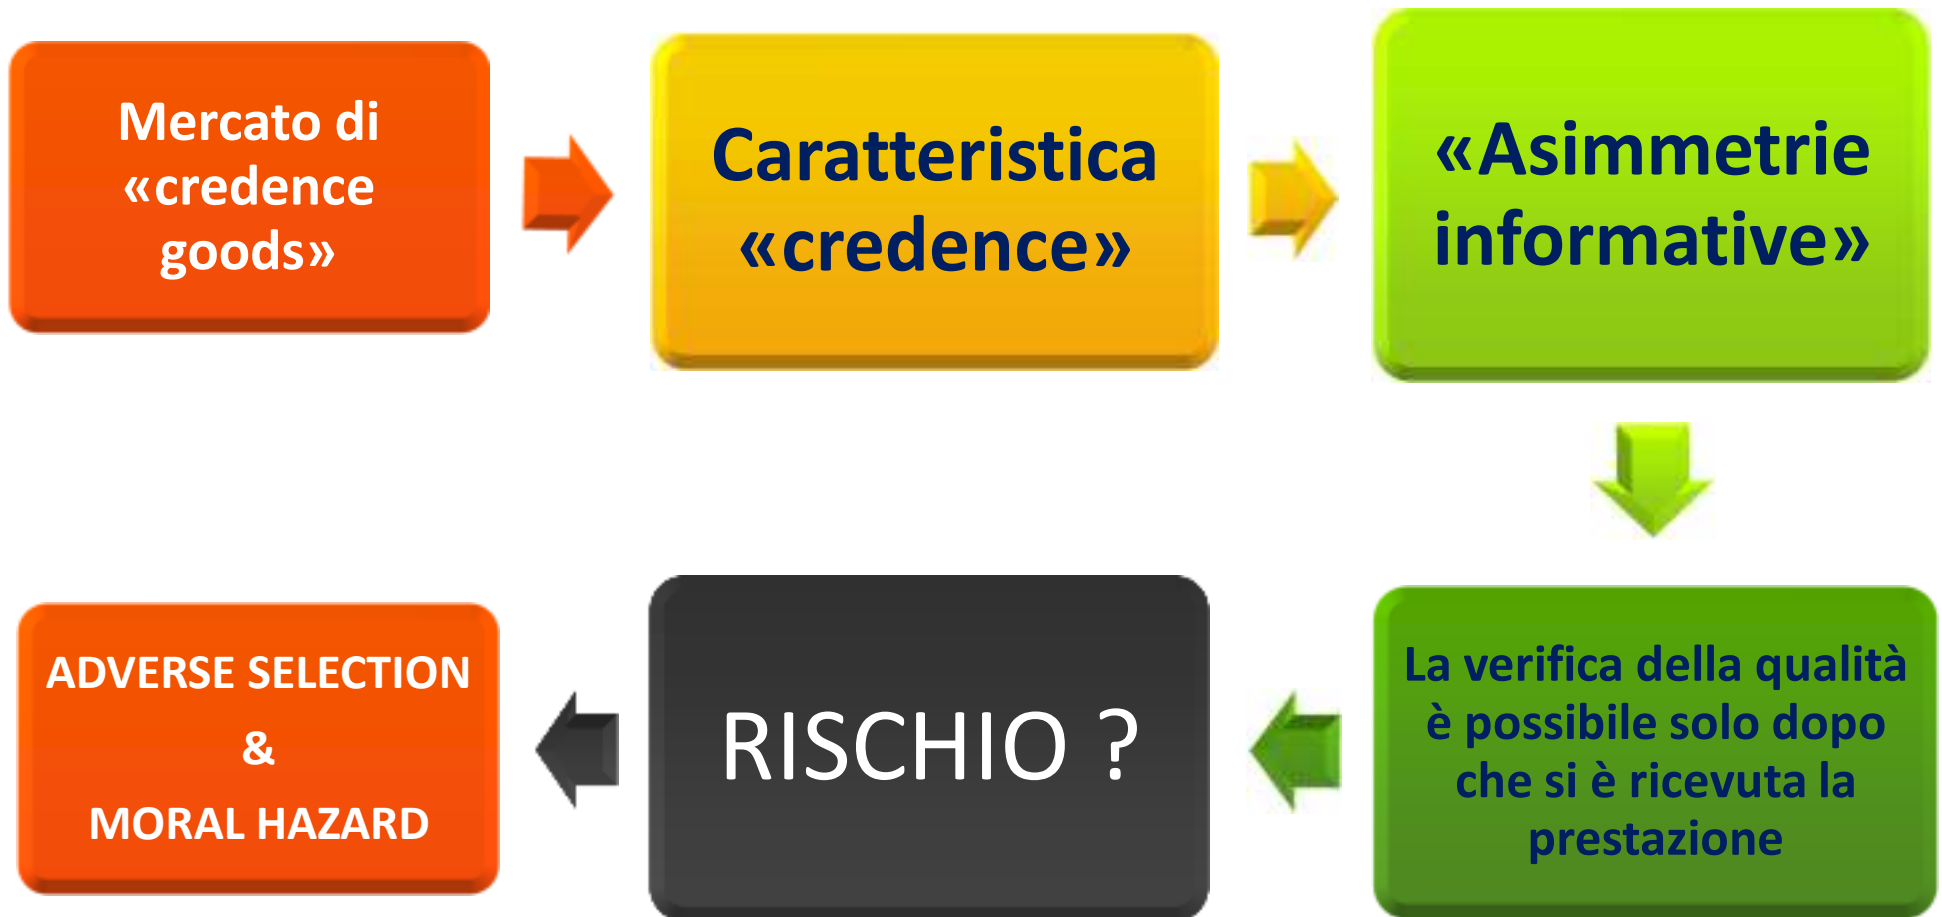 Mercato di
«credence
goods»
Caratteristica
«credence»
«Asimmetrie
informative»
La verifica della qualità
è possibile solo dopo
che si è ricevuta la
prestazione
RISCHIO ?
ADVERSE SELECTION
&
MORAL HAZARD